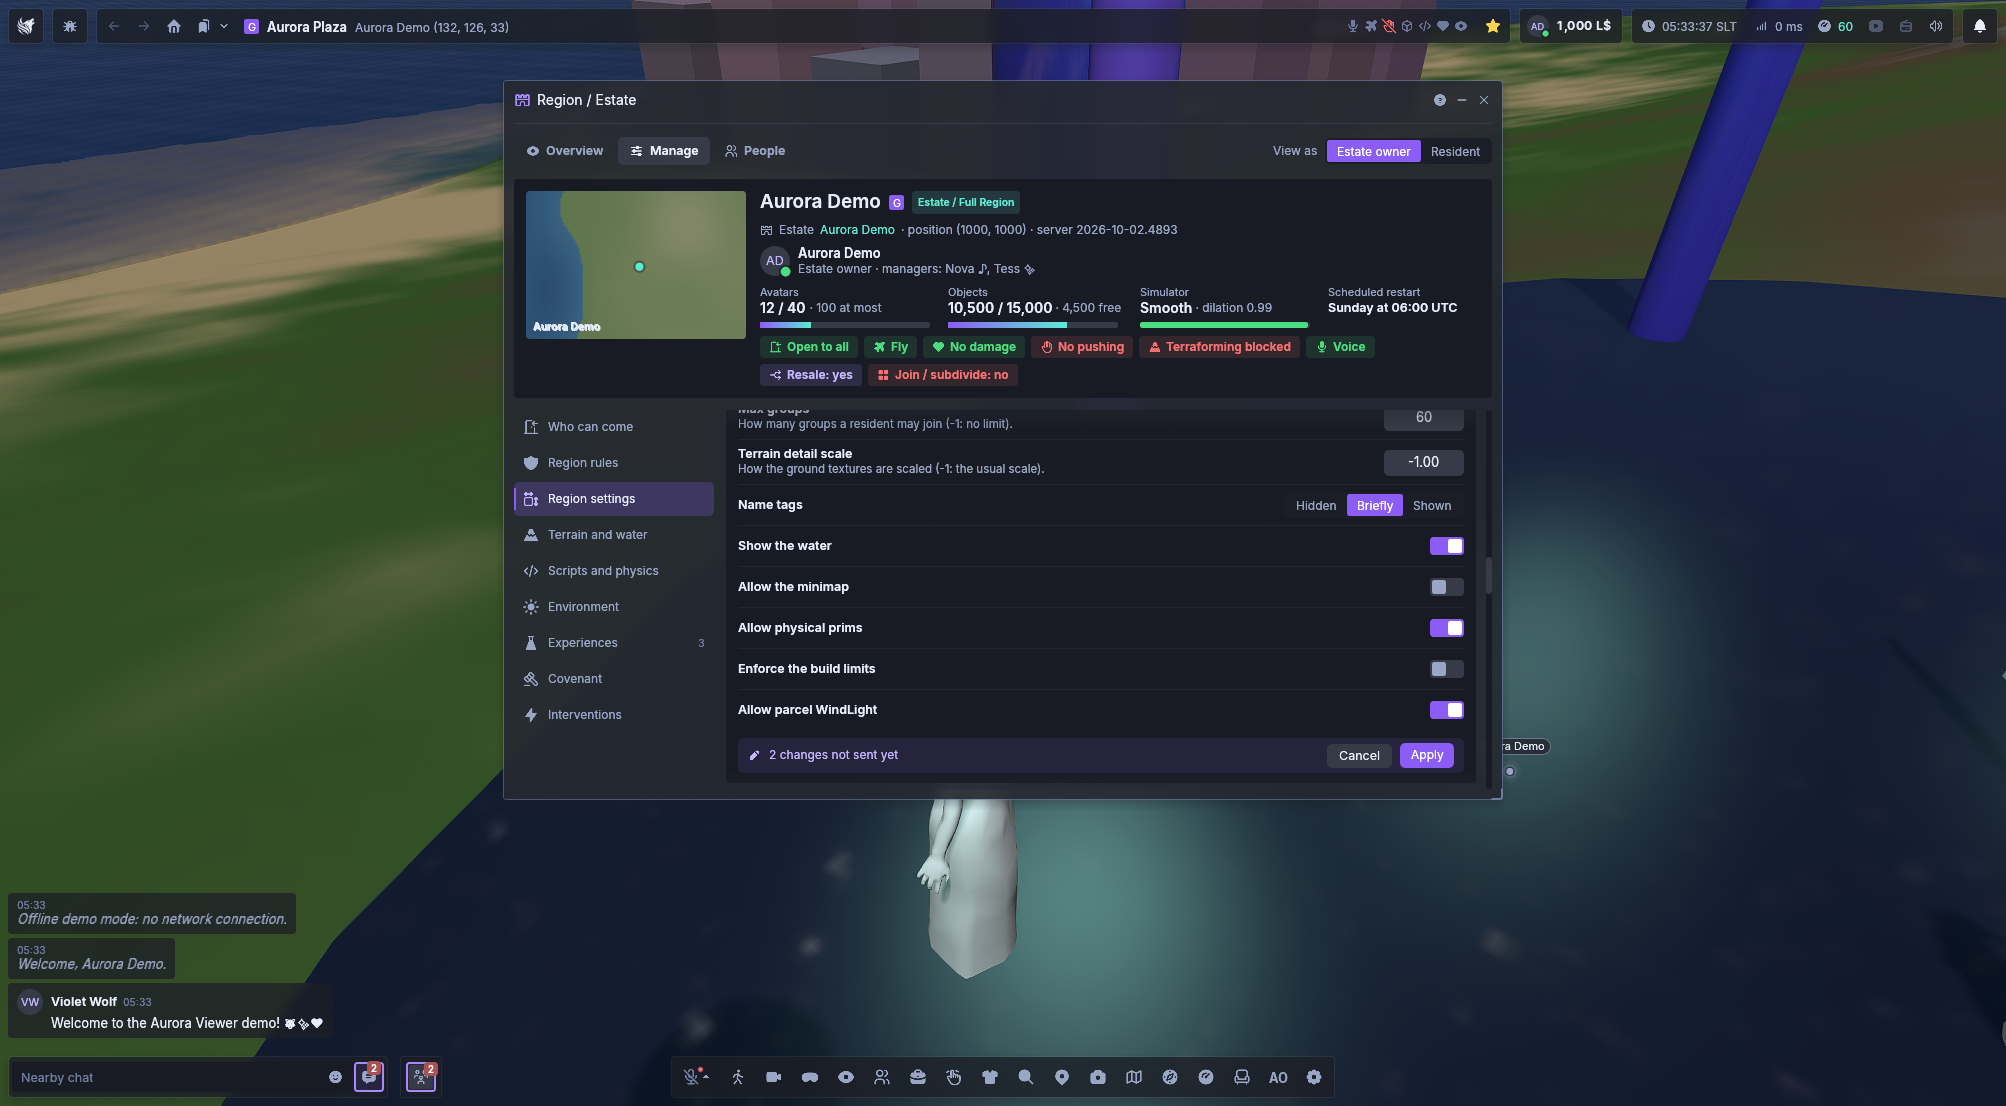 G Aurora Plaza Aurora Demo (132, 126, 33)
AD 1,000 L$
05:33:37 SLT 0 ms 60
Region / Estate
Overview Manage People
View as Estate owner Resident
Aurora Demo
Aurora Demo G Estate / Full Region
Estate Aurora Demo · position (1000, 1000) · server 2026-10-02.4893
AD Aurora Demo
Estate owner · managers: Nova ♪, Tess ✨
Avatars
12 / 40 · 100 at most
Objects
10,500 / 15,000 · 4,500 free
Simulator
Smooth · dilation 0.99
Scheduled restart
Sunday at 06:00 UTC
Open to all Fly No damage No pushing Terraforming blocked Voice
Resale: yes Join / subdivide: no
Who can come
Region rules
Region settings
Terrain and water
Scripts and physics
Environment
Experiences 3
Covenant
Interventions
Max groups 60
How many groups a resident may join (-1: no limit).
Terrain detail scale -1.00
How the ground textures are scaled (-1: the usual scale).
Name tags Hidden Briefly Shown
Show the water
Allow the minimap
Allow physical prims
Enforce the build limits
Allow parcel WindLight
2 changes not sent yet Cancel Apply
ra Demo
05:33
Offline demo mode: no network connection.
05:33
Welcome, Aurora Demo.
VW Violet Wolf 05:33
Welcome to the Aurora Viewer demo!
Nearby chat 2 2
AO